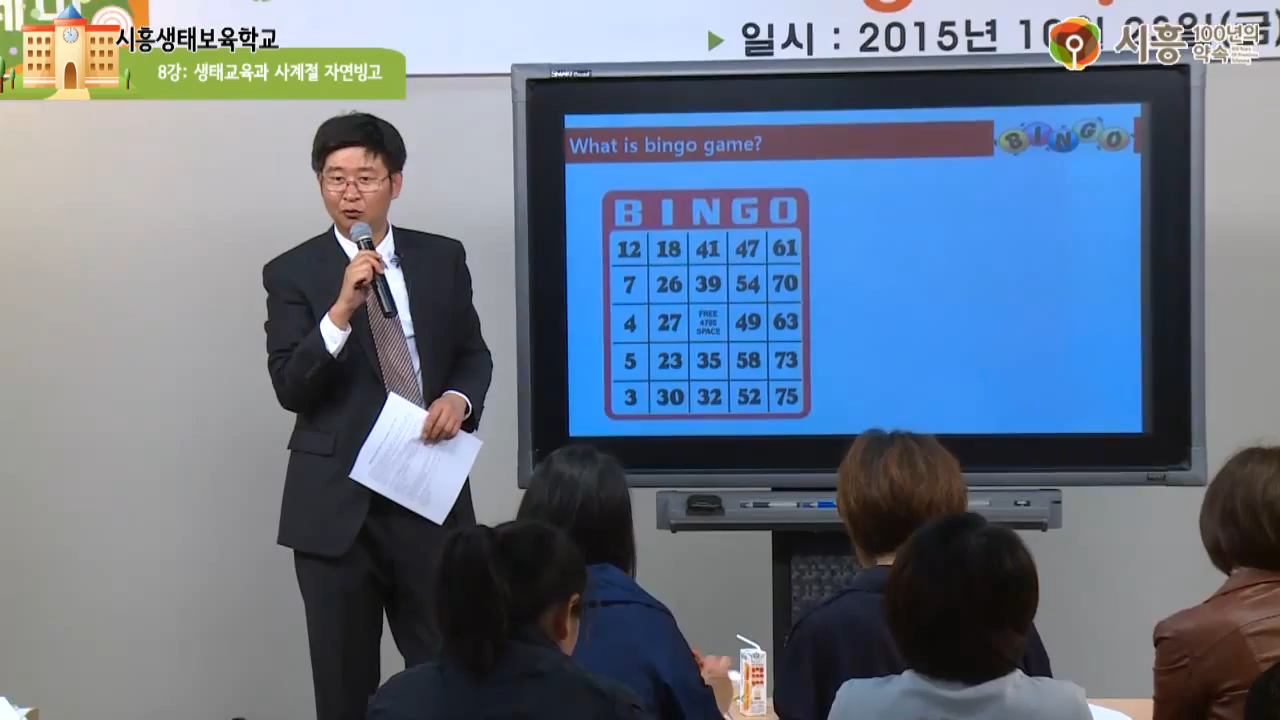 시흥생태보육학교
8강: 생태교육과 사계절 자연빙고
▶ 일시 : 2015년
시흥 100년의 약속
What is bingo game?
BINGO
BINGO
12 18 41 47 61
7 26 39 54 70
4 27 FREE SPACE 49 63
5 23 35 58 73
3 30 32 52 75